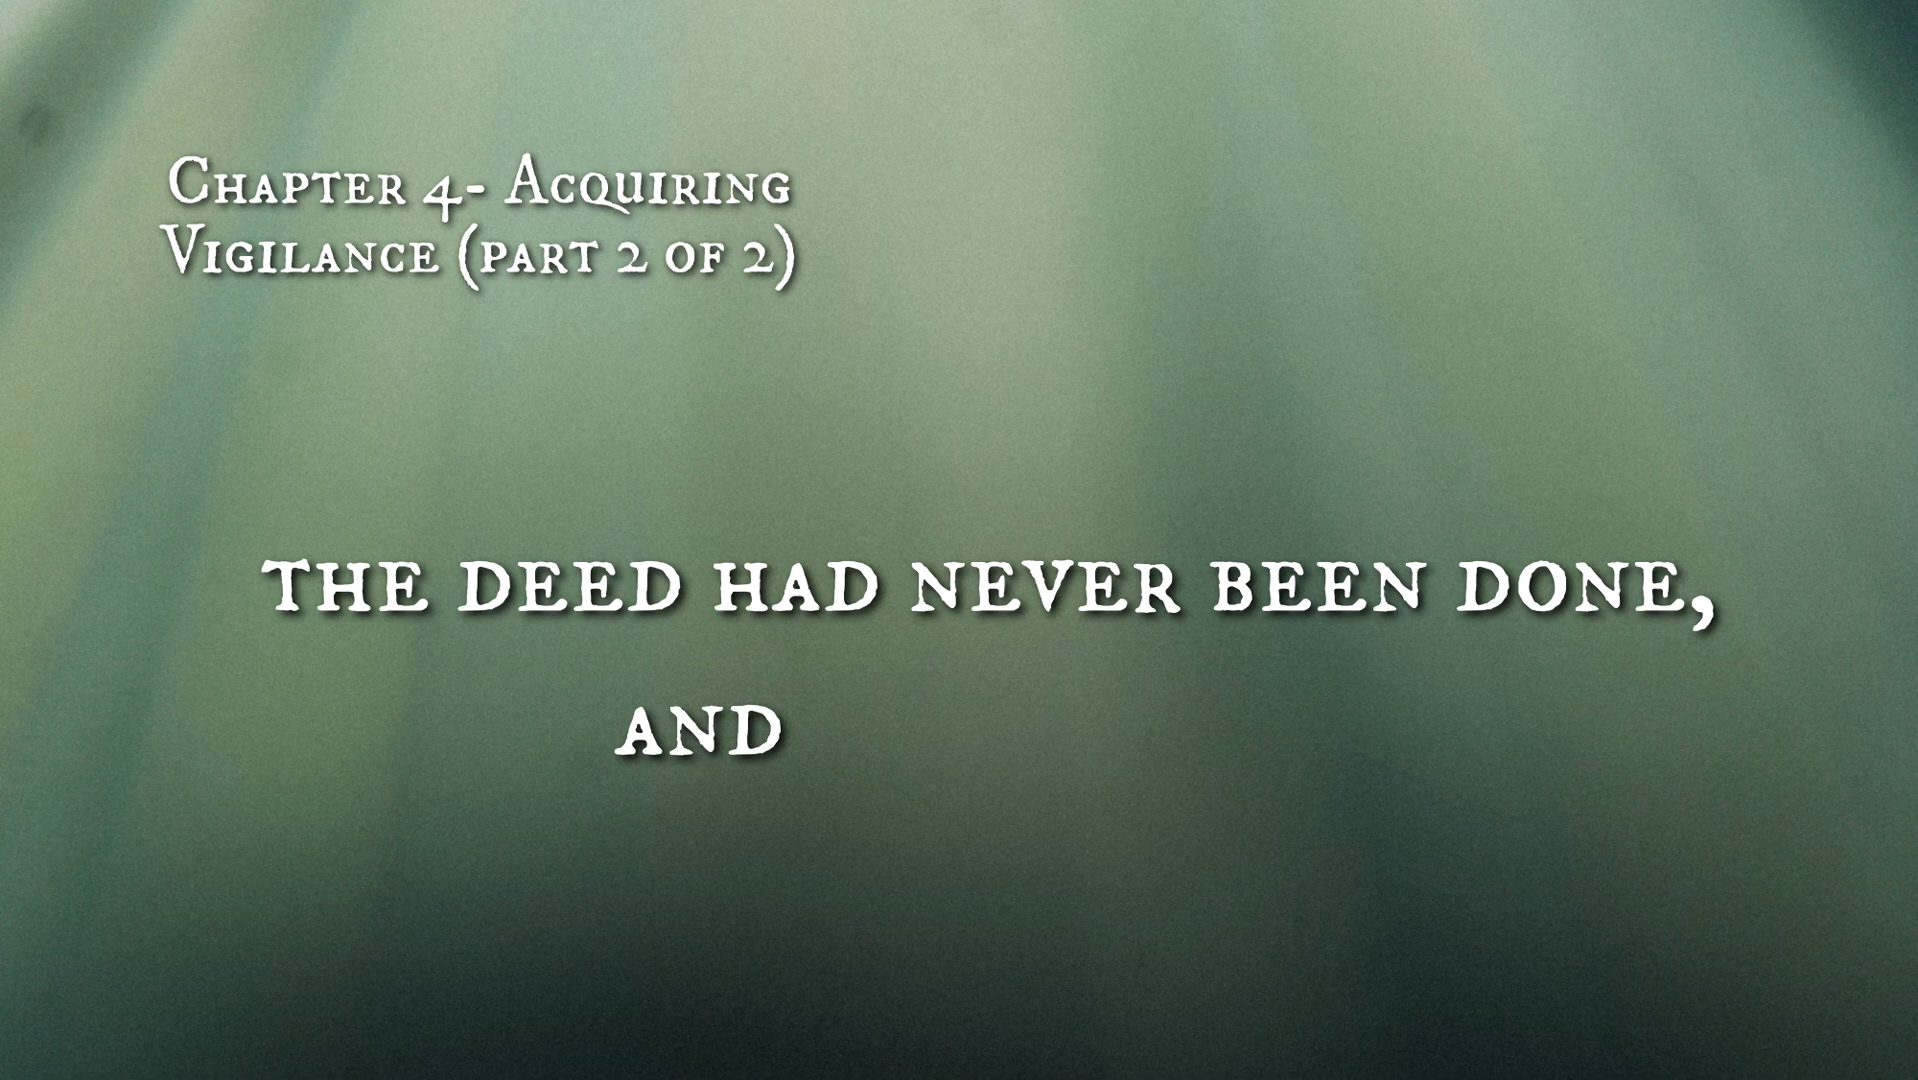 Chapter 4- Acquiring
Vigilance (part 2 of 2)
the deed had never been done,
and